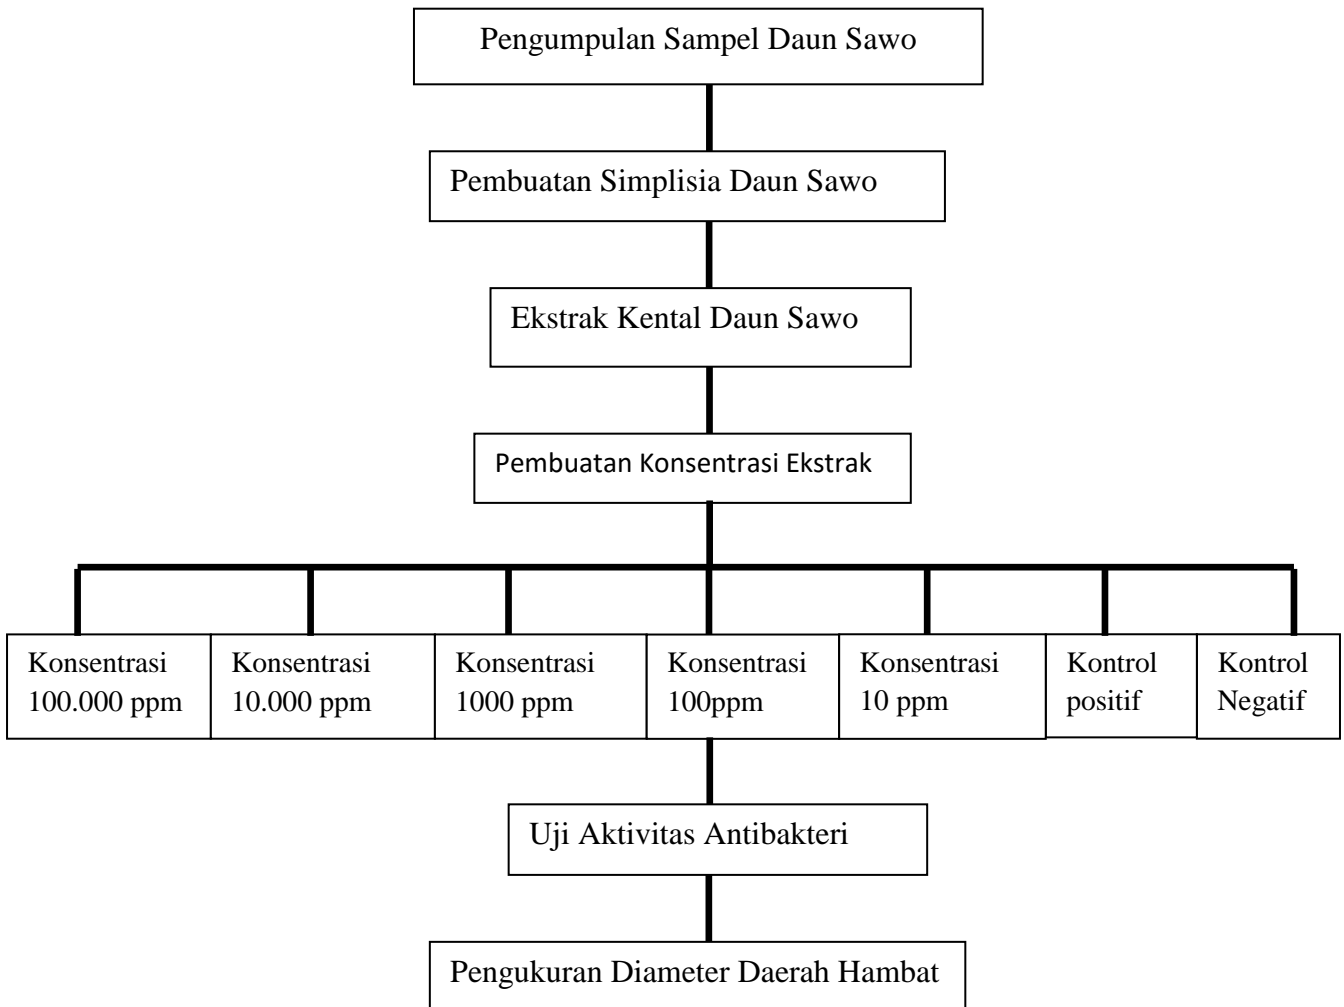 Pengumpulan Sampel Daun Sawo
Pembuatan Simplisia Daun Sawo
Ekstrak Kental Daun Sawo
Pembuatan Konsentrasi Ekstrak
Konsentrasi
100.000 ppm
Konsentrasi
10.000 ppm
Konsentrasi
1000 ppm
Konsentrasi
100ppm
Konsentrasi
10 ppm
Kontrol
positif
Kontrol
Negatif
Uji Aktivitas Antibakteri
Pengukuran Diameter Daerah Hambat